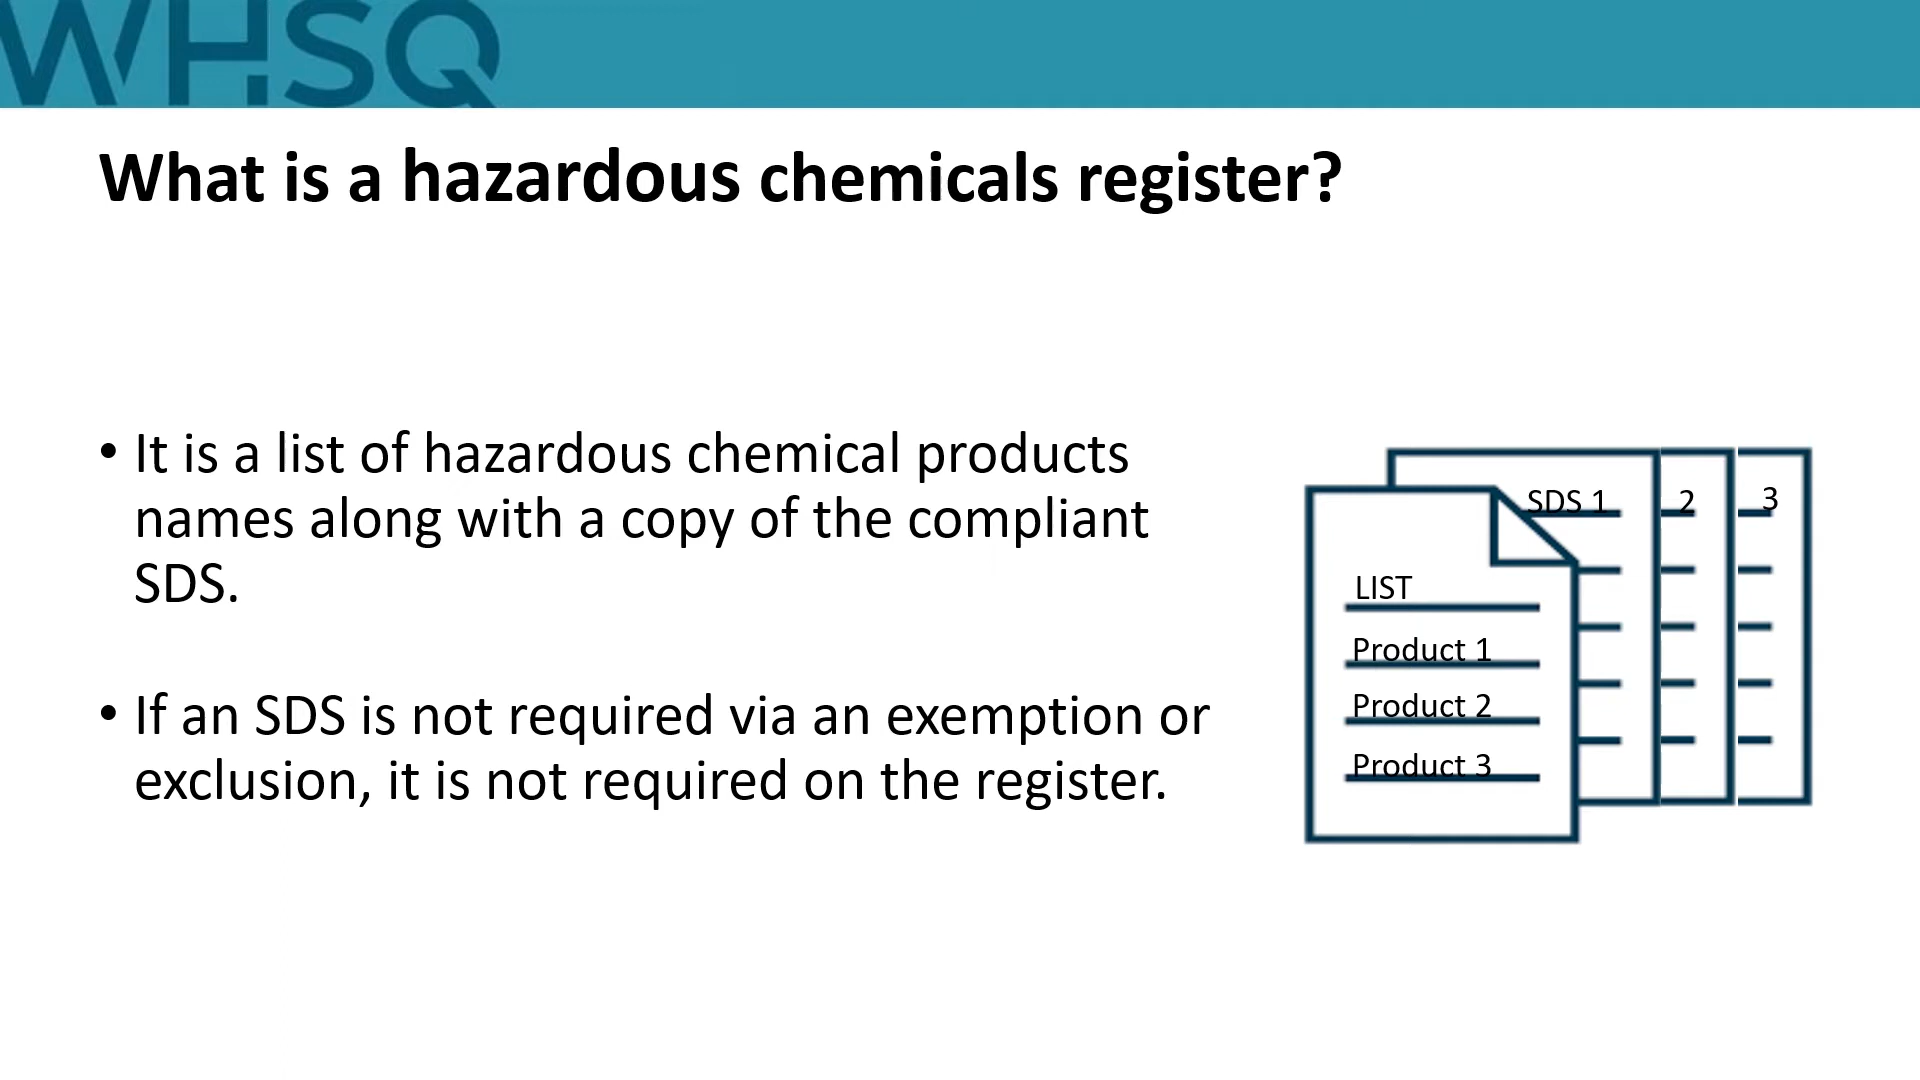 WHSQ
What is a hazardous chemicals register?
• It is a list of hazardous chemical products
names along with a copy of the compliant
SDS.
• If an SDS is not required via an exemption or
exclusion, it is not required on the register.
SDS 1
2
3
LIST
Product 1
Product 2
Product 3